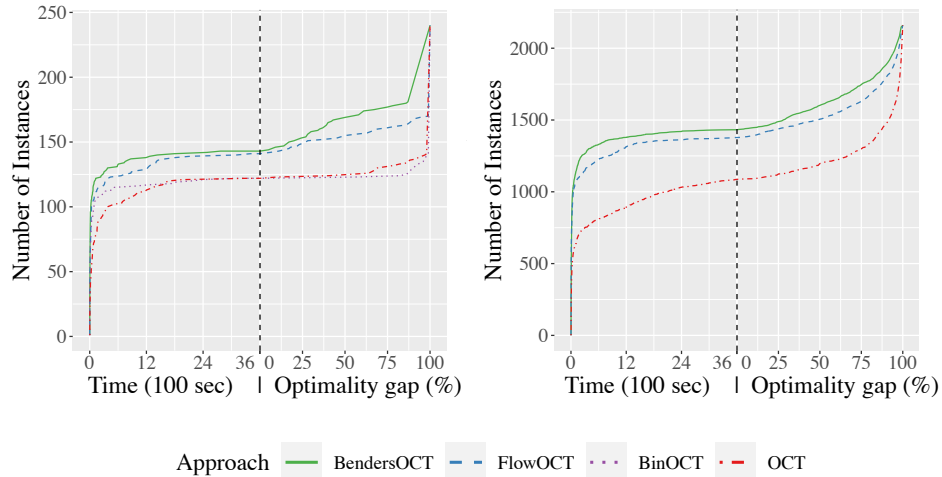 Number of Instances
250
200
150
100
50
0
0 12 24 36 0 25 50 75 100
Time (100 sec) | Optimality gap (%)
Number of Instances
2000
1500
1000
500
0
0 12 24 36 0 25 50 75 100
Time (100 sec) | Optimality gap (%)
Approach BendersOCT FlowOCT BinOCT OCT